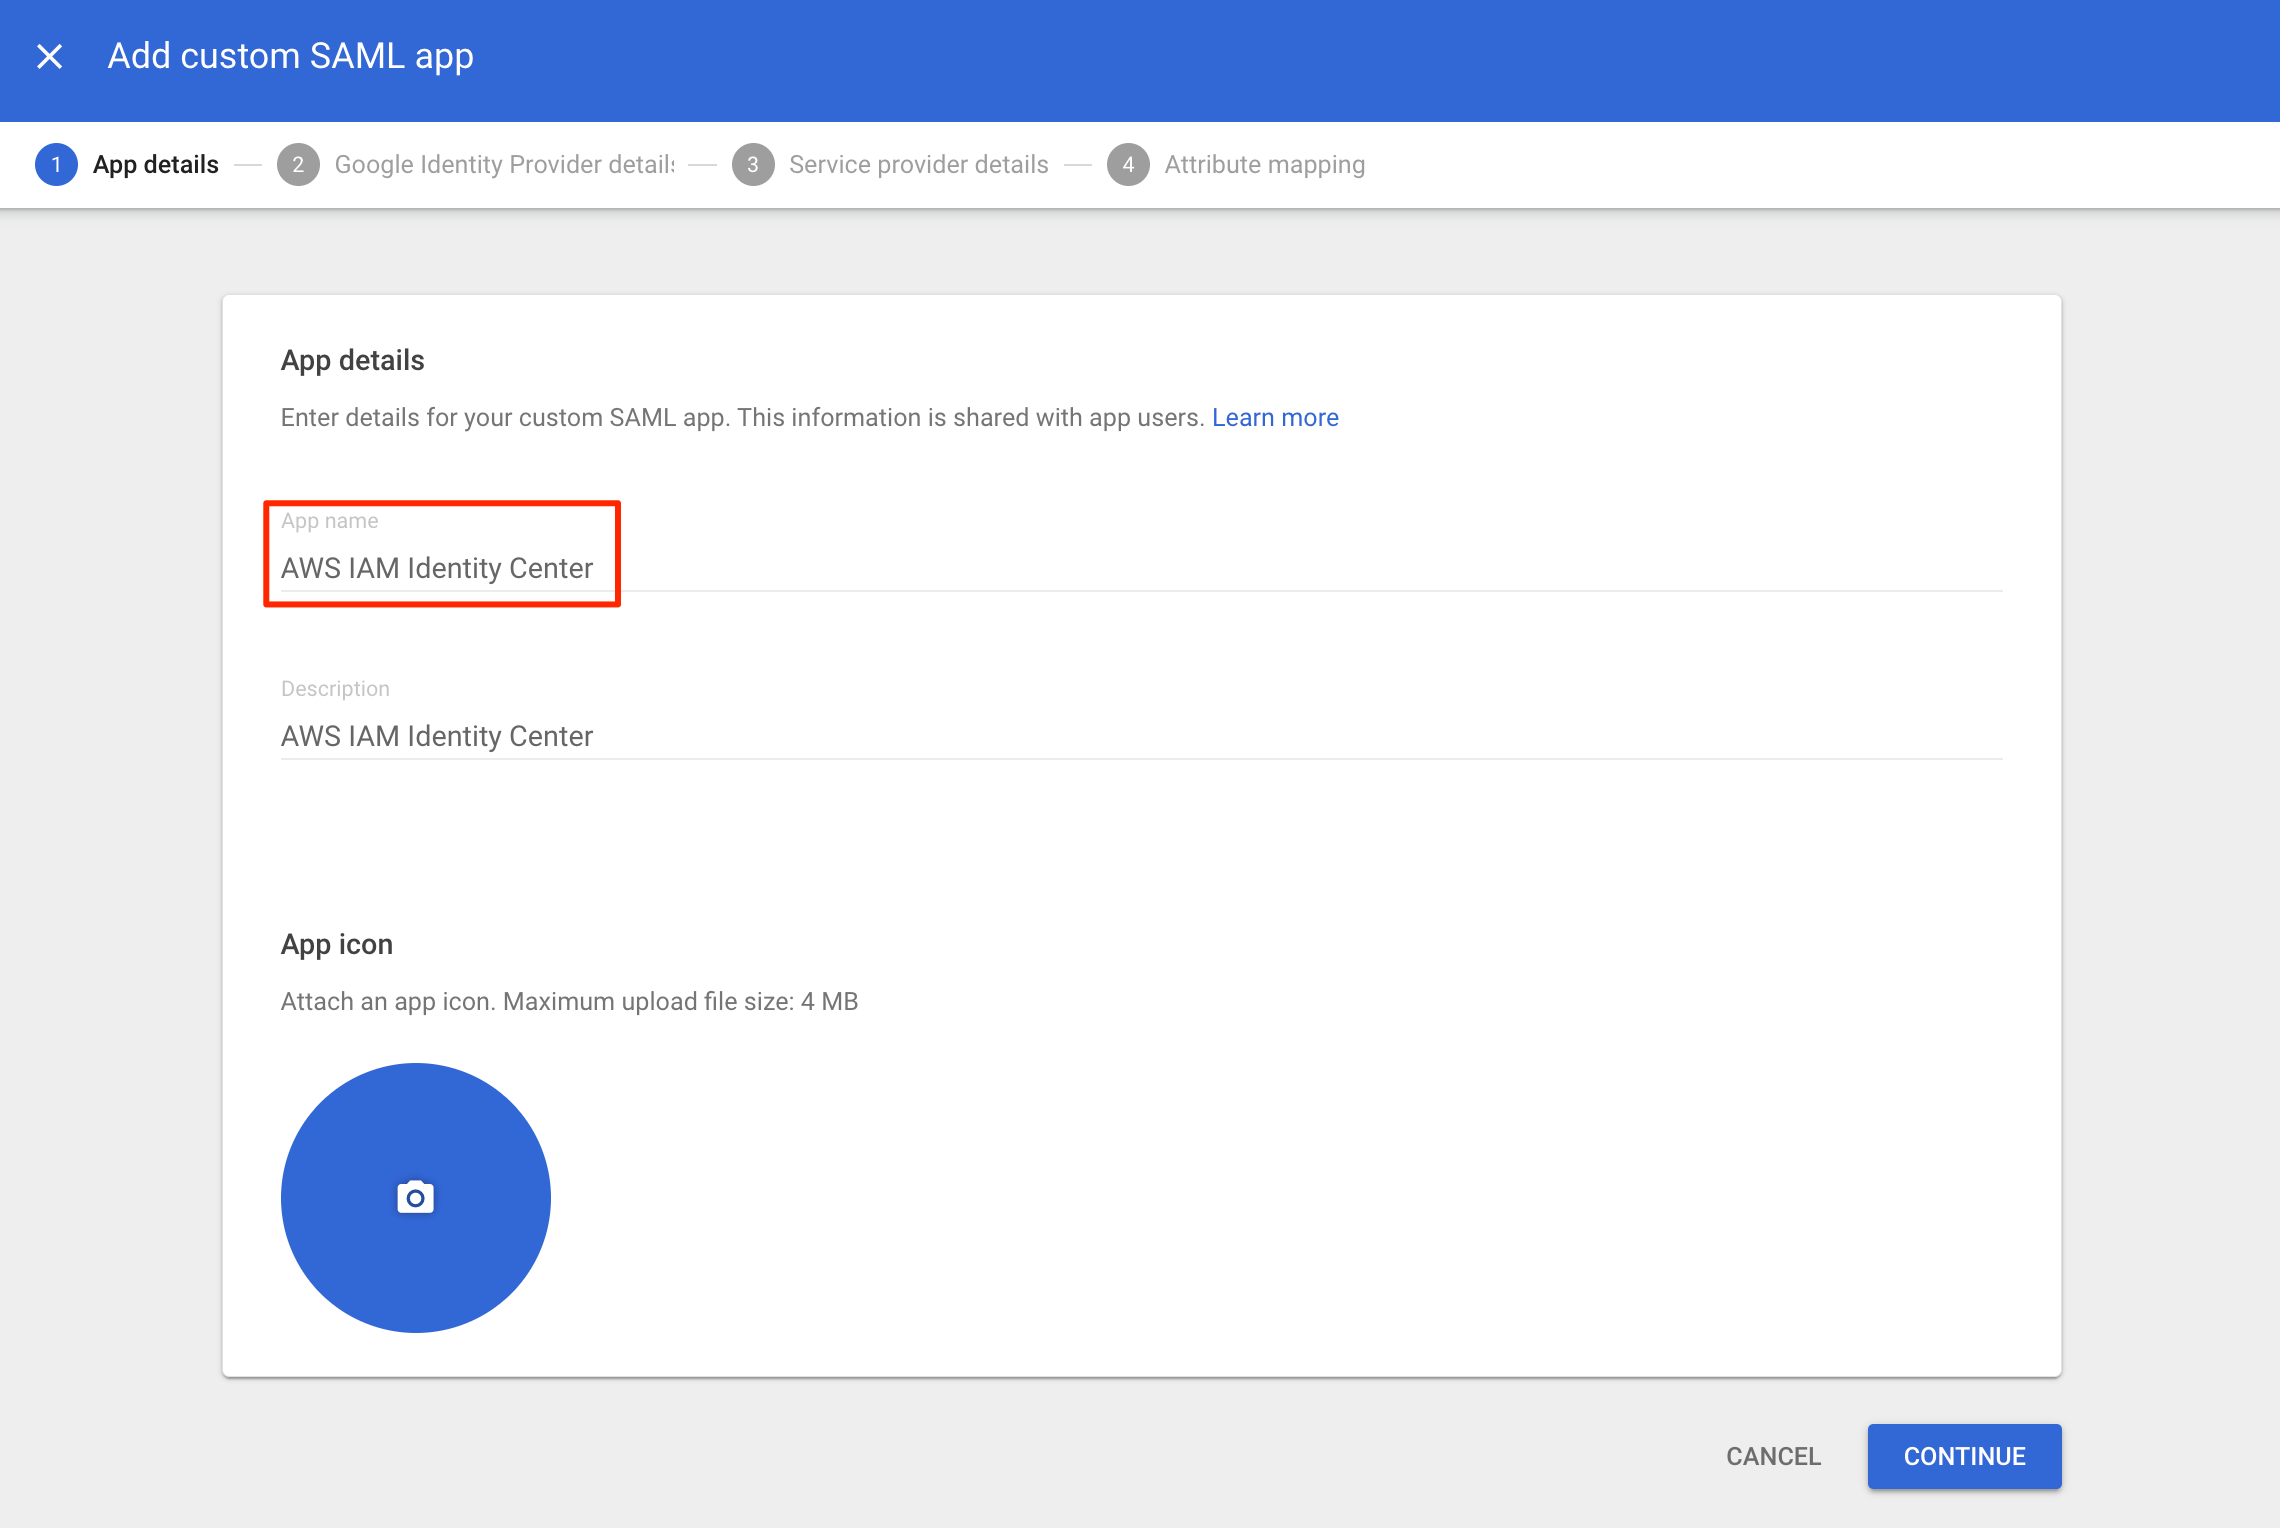 Add custom SAML app
1 App details 2 Google Identity Provider details 3 Service provider details 4 Attribute mapping
App details
Enter details for your custom SAML app. This information is shared with app users. Learn more
App name
AWS IAM Identity Center
Description
AWS IAM Identity Center
App icon
Attach an app icon. Maximum upload file size: 4 MB
CANCEL CONTINUE